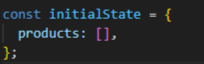 const initialState = {
  products: [],
};